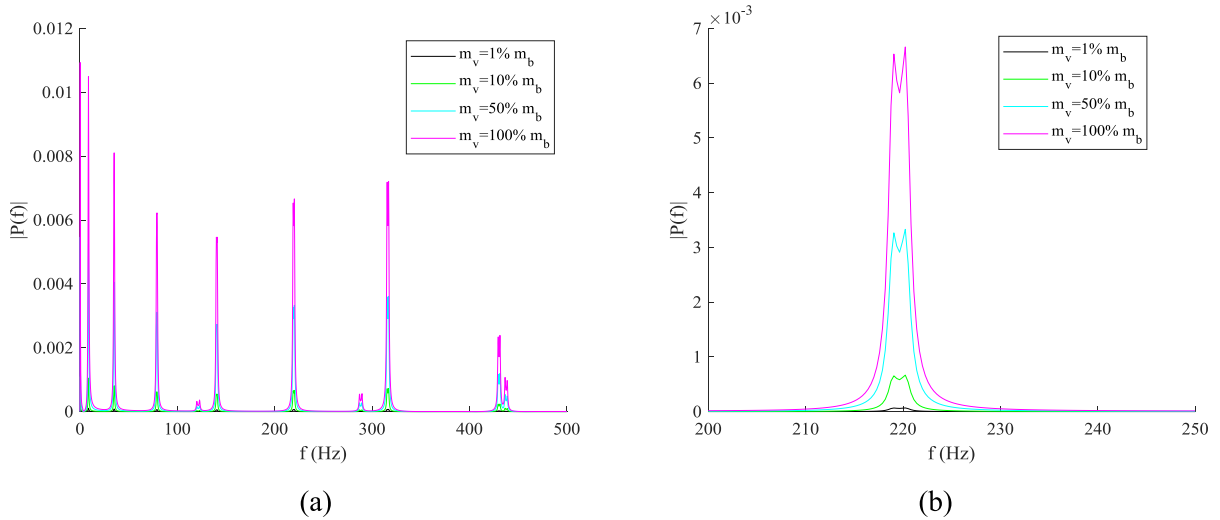 0.012
0.01
0.008
0.006
0.004
0.002
0
|P(f)|
0 100 200 300 400 500
f (Hz)
m_v=1% m_b
m_v=10% m_b
m_v=50% m_b
m_v=100% m_b
(a)
7 ×10^-3
6
5
4
3
2
1
0
|P(f)|
200 210 220 230 240 250
f (Hz)
m_v=1% m_b
m_v=10% m_b
m_v=50% m_b
m_v=100% m_b
(b)